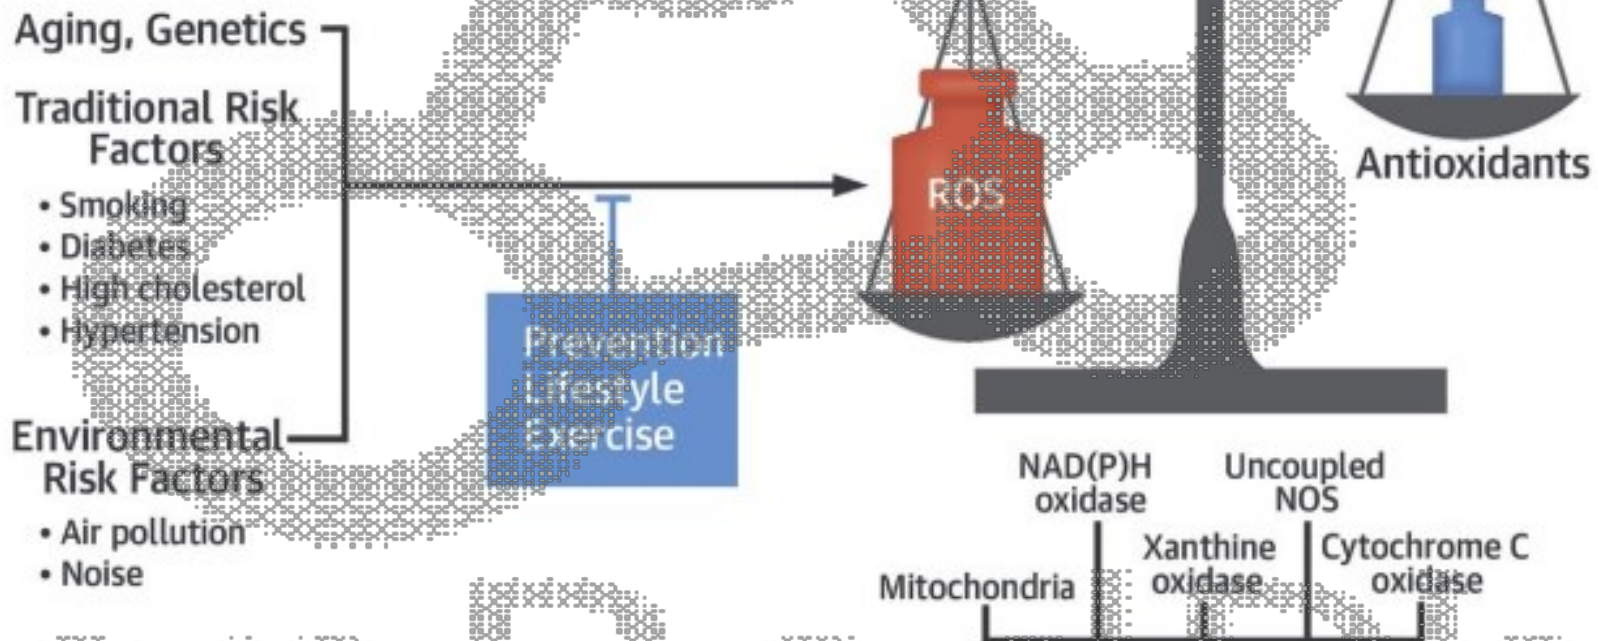 Aging, Genetics
Traditional Risk
Factors
• Smoking
• Diabetes
• High cholesterol
• Hypertension
Environmental
Risk Factors
• Air pollution
• Noise
Prevention
Lifestyle
Exercise
ROS
Antioxidants
NAD(P)H
oxidase
Uncoupled
NOS
Mitochondria
Xanthine
oxidase
Cytochrome C
oxidase